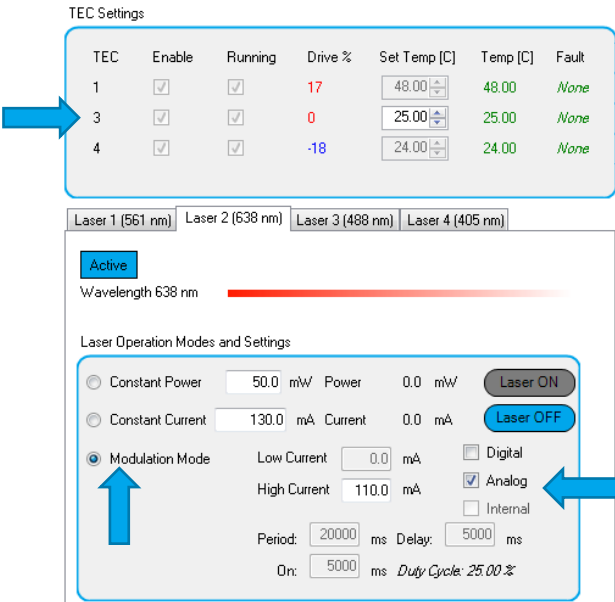 TEC Settings
TEC Enable Running Drive % Set Temp [C] Temp [C] Fault
1 17 48.00 48.00 None
3 0 25.00 25.00 None
4 -18 24.00 24.00 None
Laser 1 (561 nm) Laser 2 (638 nm) Laser 3 (488 nm) Laser 4 (405 nm)
Active
Wavelength 638 nm
Laser Operation Modes and Settings
Constant Power 50.0 mW Power 0.0 mW Laser ON
Constant Current 130.0 mA Current 0.0 mA Laser OFF
Modulation Mode Low Current 0.0 mA Digital
High Current 110.0 mA Analog
Internal
Period: 20000 ms Delay: 5000 ms
On: 5000 ms Duty Cycle: 25.00 %